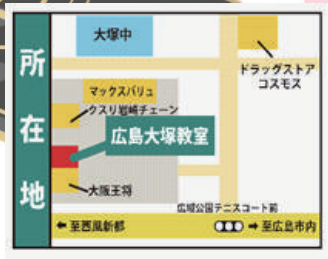 所在地
大塚中
ドラッグストア
コスモス
マックスバリュ
クスリ岩崎チェーン
広島大塚教室
大阪王将
広域公園テニスコート前
←至西風新都
→至広島市内